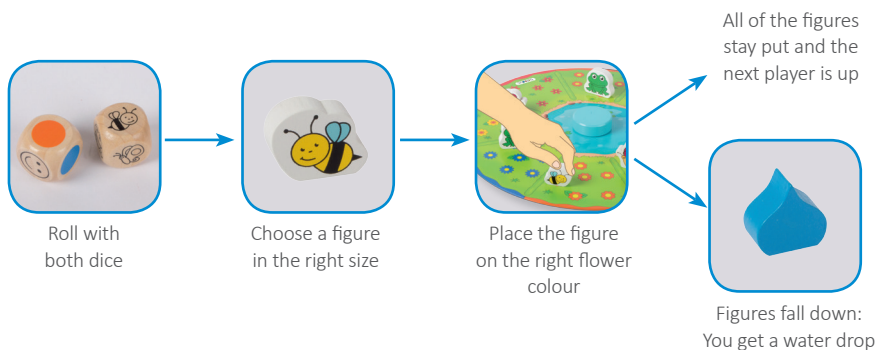 Roll with
both dice
Choose a figure
in the right size
Place the figure
on the right flower
colour
All of the figures
stay put and the
next player is up
Figures fall down:
You get a water drop